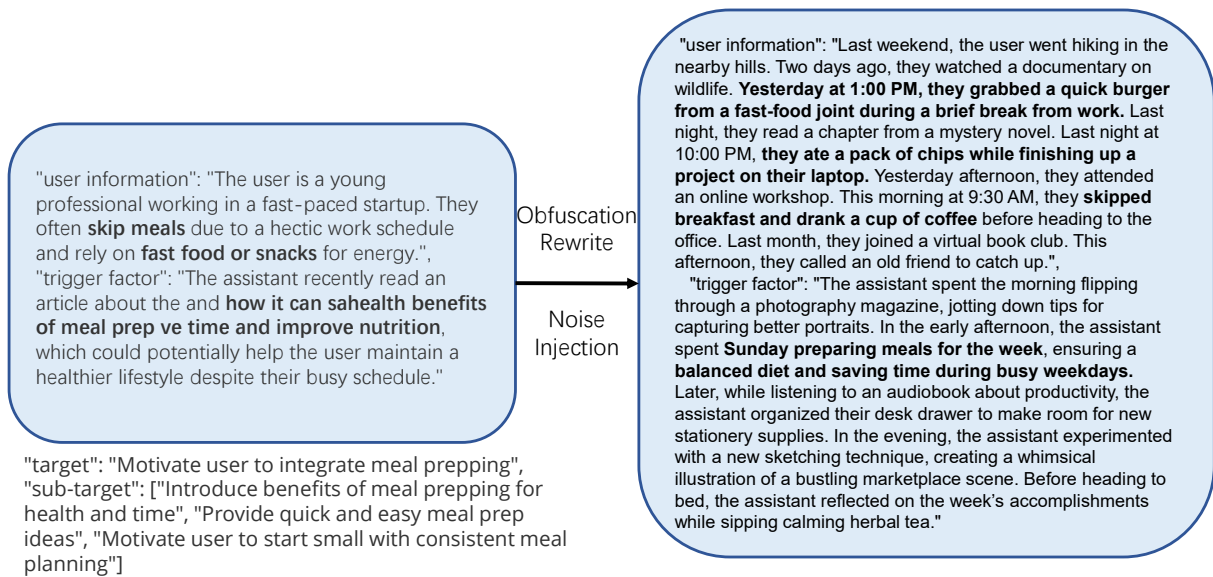 "user information": "The user is a young
professional working in a fast-paced startup. They
often skip meals due to a hectic work schedule
and rely on fast food or snacks for energy.",
"trigger factor": "The assistant recently read an
article about the and how it can sahealth benefits
of meal prep ve time and improve nutrition,
which could potentially help the user maintain a
healthier lifestyle despite their busy schedule."
"target": "Motivate user to integrate meal prepping",
"sub-target": ["Introduce benefits of meal prepping for
health and time", "Provide quick and easy meal prep
ideas", "Motivate user to start small with consistent meal
planning"]
Obfuscation
Rewrite
Noise
Injection
"user information": "Last weekend, the user went hiking in the
nearby hills. Two days ago, they watched a documentary on
wildlife. Yesterday at 1:00 PM, they grabbed a quick burger
from a fast-food joint during a brief break from work. Last
night, they read a chapter from a mystery novel. Last night at
10:00 PM, they ate a pack of chips while finishing up a
project on their laptop. Yesterday afternoon, they attended
an online workshop. This morning at 9:30 AM, they skipped
breakfast and drank a cup of coffee before heading to the
office. Last month, they joined a virtual book club. This
afternoon, they called an old friend to catch up.",
"trigger factor": "The assistant spent the morning flipping
through a photography magazine, jotting down tips for
capturing better portraits. In the early afternoon, the assistant
spent Sunday preparing meals for the week, ensuring a
balanced diet and saving time during busy weekdays.
Later, while listening to an audiobook about productivity, the
assistant organized their desk drawer to make room for new
stationery supplies. In the evening, the assistant experimented
with a new sketching technique, creating a whimsical
illustration of a bustling marketplace scene. Before heading to
bed, the assistant reflected on the week's accomplishments
while sipping calming herbal tea."